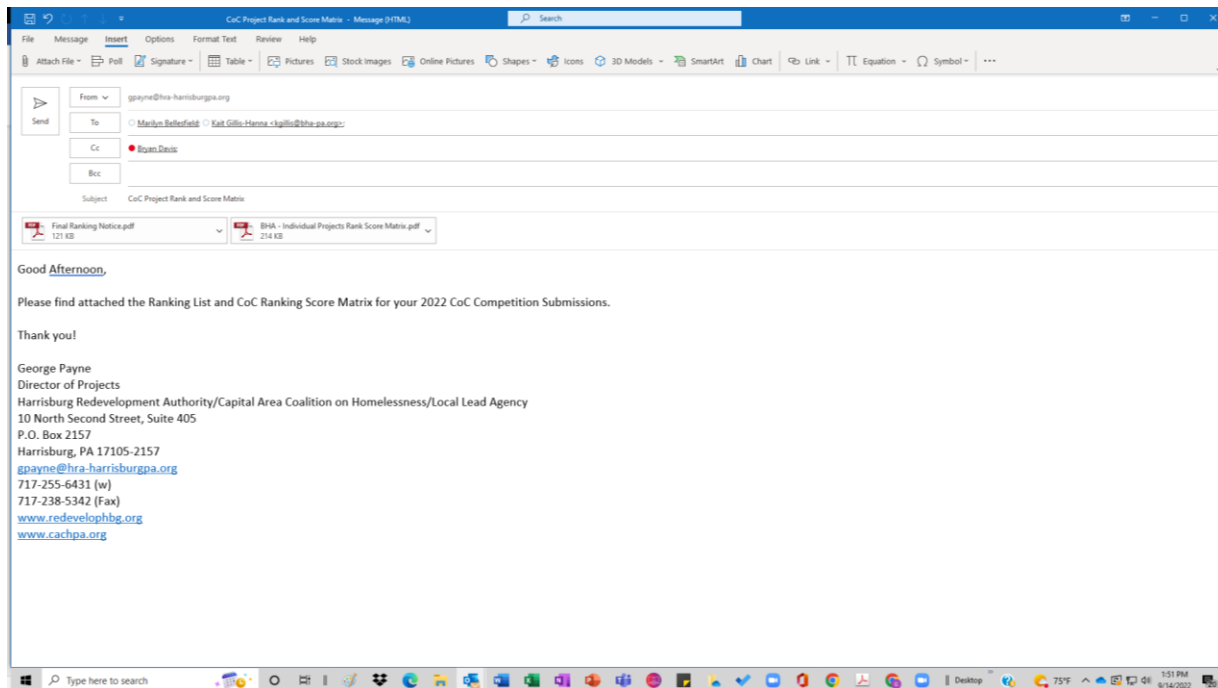 CoC Project Rank and Score Matrix - Message (HTML)
Search
File Message Insert Options Format Text Review Help
Attach File Poll Signature Table Pictures Stock Images Online Pictures Shapes Icons 3D Models SmartArt Chart Link Equation Symbol
Send
From gpayne@hra-harrisburgpa.org
To Marilyn Bellesfield; Kait Gillis-Hanna <kgillis@bha-pa.org>;
Cc Bryan Davis;
Bcc
Subject CoC Project Rank and Score Matrix
Final Ranking Notice.pdf
121 KB
BHA - Individual Projects Rank Score Matrix.pdf
214 KB
Good Afternoon,
Please find attached the Ranking List and CoC Ranking Score Matrix for your 2022 CoC Competition Submissions.
Thank you!
George Payne
Director of Projects
Harrisburg Redevelopment Authority/Capital Area Coalition on Homelessness/Local Lead Agency
10 North Second Street, Suite 405
P.O. Box 2157
Harrisburg, PA 17105-2157
gpayne@hra-harrisburgpa.org
717-255-6431 (w)
717-238-5342 (Fax)
www.redevelophbg.org
www.cachpa.org
Type here to search
Desktop
75°F
1:51 PM
9/14/2022